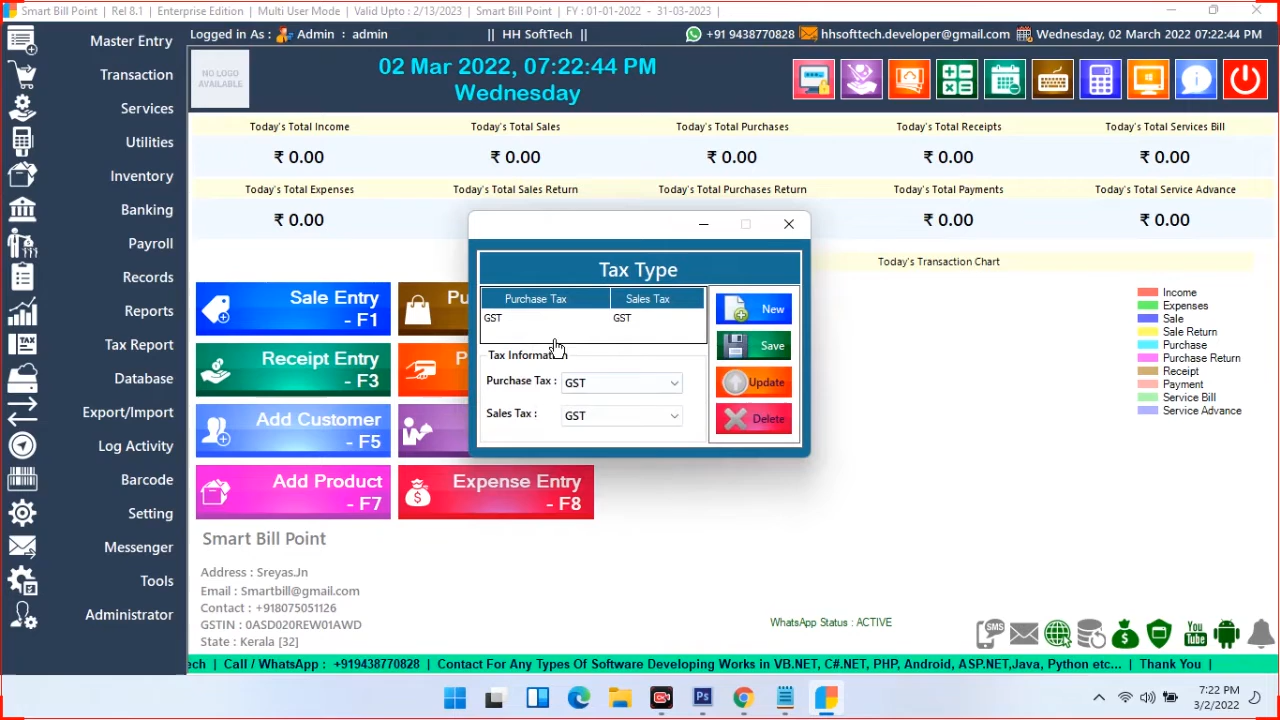 Smart Bill Point | Rel 8.1 | Enterprise Edition | Multi User Mode | Valid Upto : 2/13/2023 | Smart Bill Point | FY : 01-01-2022 - 31-03-2023 |
Logged in As : Admin : admin || HH SoftTech || +91 9438770828 hhsofttech.developer@gmail.com Wednesday, 02 March 2022 07:22:44 PM
Master Entry
Transaction
Services
Utilities
Inventory
Banking
Payroll
Records
Reports
Tax Report
TAX
Database
Export/Import
Log Activity
Barcode
Setting
Messenger
Tools
Administrator
NO LOGO
AVAILABLE
02 Mar 2022, 07:22:44 PM
Wednesday
Today's Total Income Today's Total Sales Today's Total Purchases Today's Total Receipts Today's Total Services Bill
₹ 0.00 ₹ 0.00 ₹ 0.00 ₹ 0.00 ₹ 0.00
Today's Total Expenses Today's Total Sales Return Today's Total Purchases Return Today's Total Payments Today's Total Service Advance
₹ 0.00 ₹ 0.00 ₹ 0.00
Today's Transaction Chart
Tax Type
Purchase Tax Sales Tax
GST GST
Purchase Tax : GST
Sales Tax : GST
New
Save
Update
Delete
Sale Entry
- F1
Receipt Entry
- F3
Add Customer
- F5
Add Product
- F7
Expense Entry
- F8
Income
Expenses
Sale
Sale Return
Purchase
Purchase Return
Receipt
Payment
Service Bill
Service Advance
Smart Bill Point
Address : Sreyas.Jn
Email : Smartbill@gmail.com
Contact : +918075051126
GSTIN : 0ASD020REW01AWD
State : Kerala [32]
WhatsApp Status : ACTIVE
SMS
You
Tube
ech | Call / WhatsApp : +919438770828 | Contact For Any Types Of Software Developing Works in VB.NET, C#.NET, PHP, Android, ASP.NET,Java, Python etc... | Thank You |
Ps
7:22 PM
3/2/2022